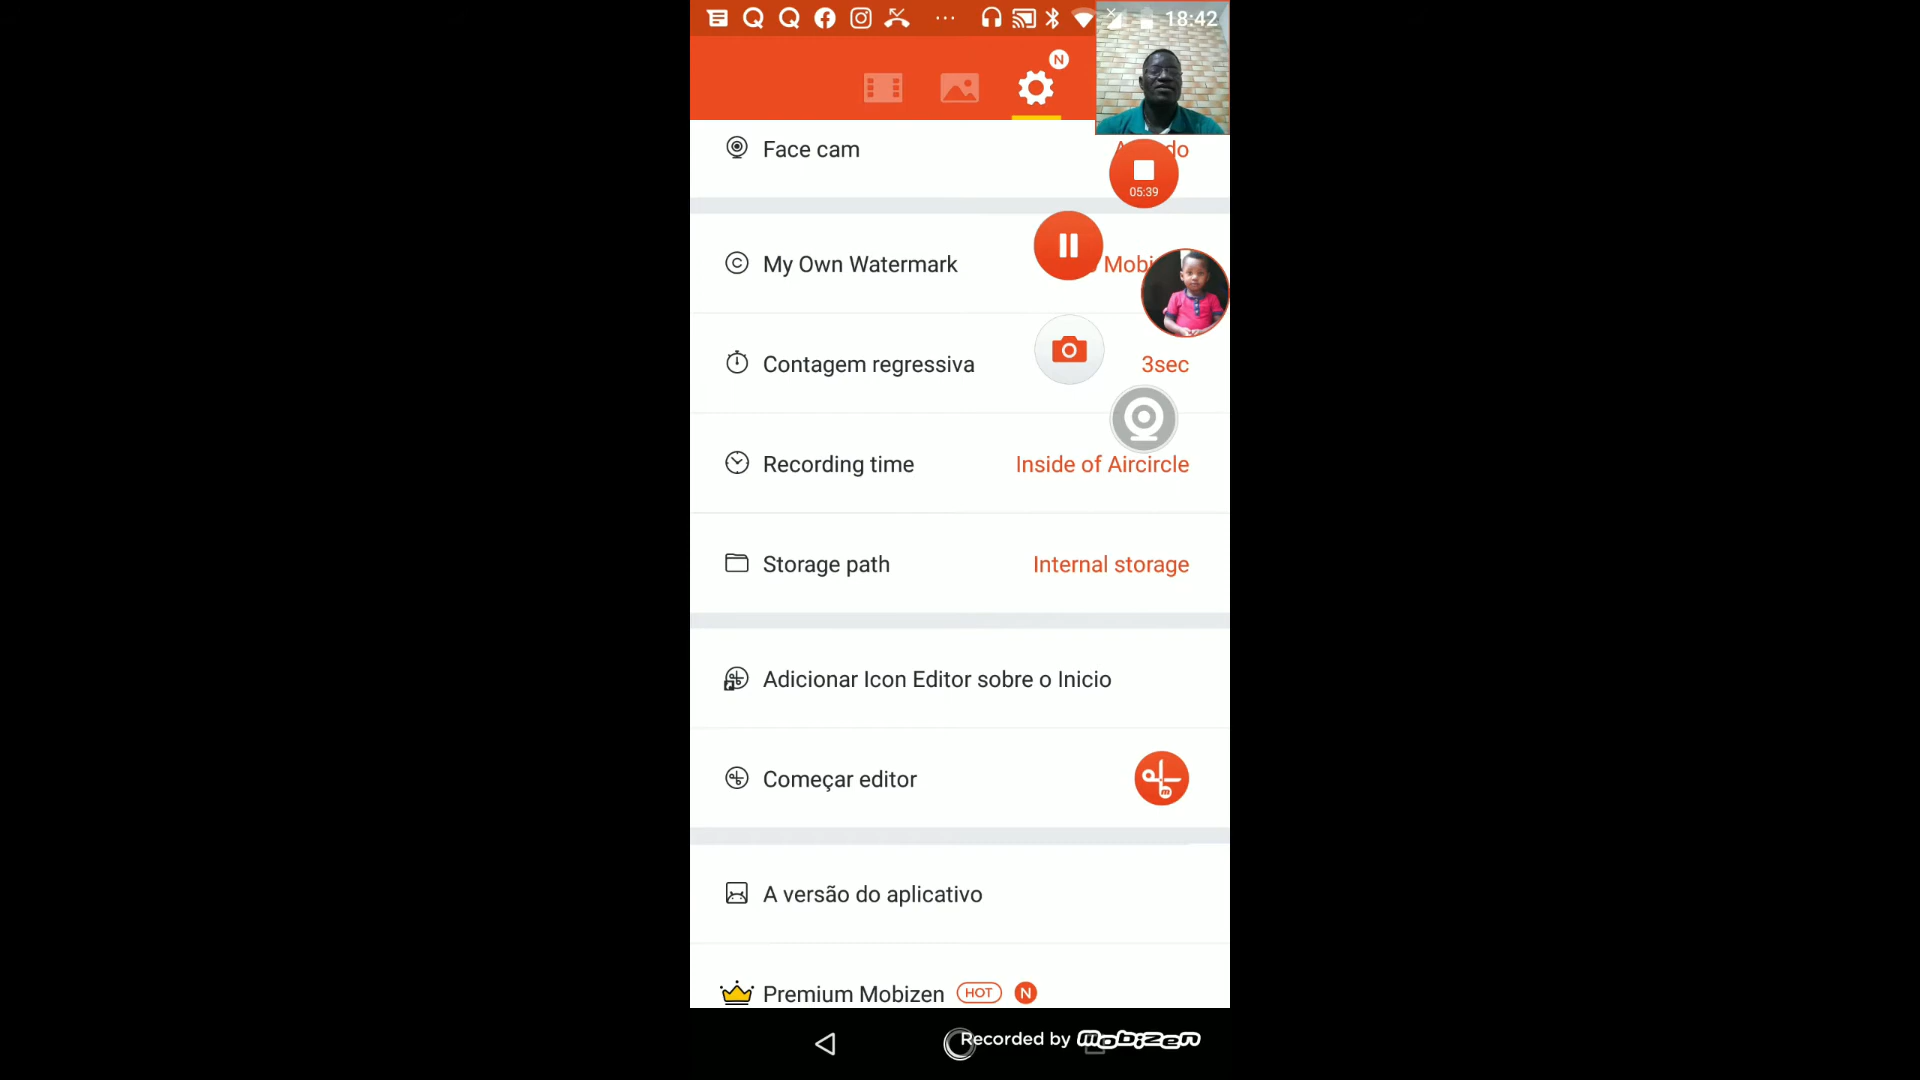 18:42
N
Face cam
05:39
My Own Watermark
Contagem regressiva 3sec
Recording time Inside of Aircircle
Storage path Internal storage
Adicionar Icon Editor sobre o Inicio
Começar editor
A versão do aplicativo
Premium Mobizen HOT N
Recorded by Mobizen